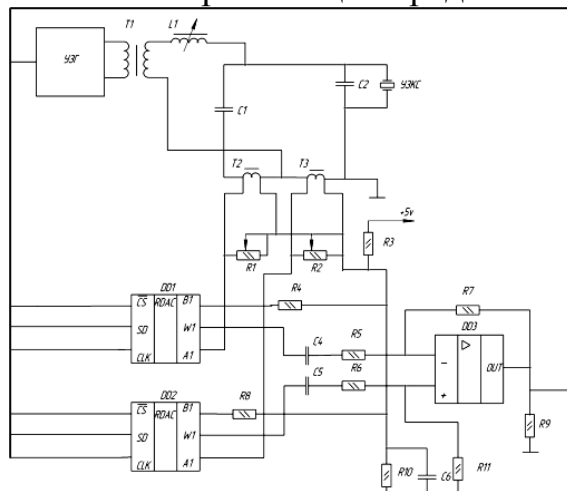 T1
L1
УЗГ
C1
C2
УЗКС
T2
T3
+5v
R1
R2
R3
DD1
R4
R7
CS RDAC B1
SD W1
CLK A1
C4
R5
DD3
C5
R6
-
+
OUT
DD2
R8
CS RDAC B1
SD W1
CLK A1
R9
R10
C6
R11